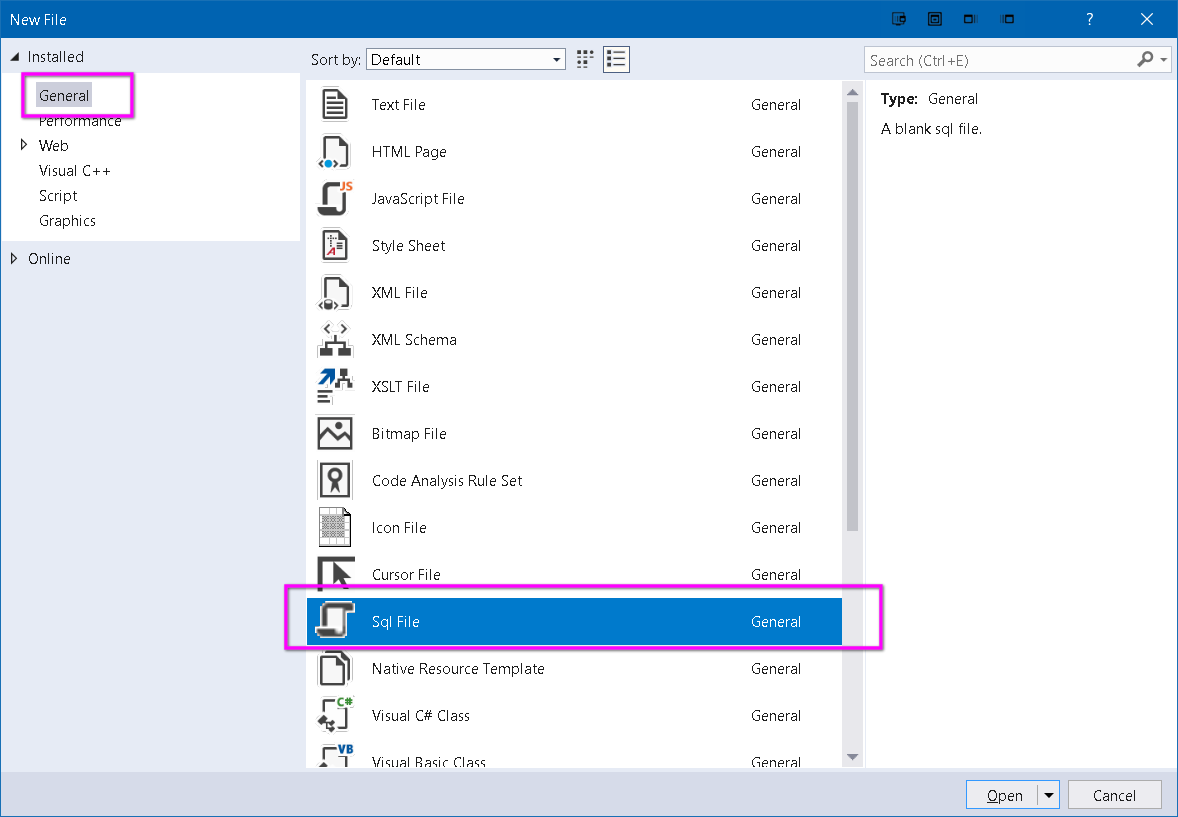 New File
?
Installed
General
Performance
Web
Visual C++
Script
Graphics
Online
Sort by: Default
Text File General
HTML Page General
JS
JavaScript File General
A
Style Sheet General
XML File General
XML Schema General
XSLT File General
Bitmap File General
Code Analysis Rule Set General
Icon File General
Cursor File General
Sql File General
Native Resource Template General
C#
Visual C# Class General
VB
Visual Basic Class General
Search (Ctrl+E)
Type: General
A blank sql file.
Open
Cancel